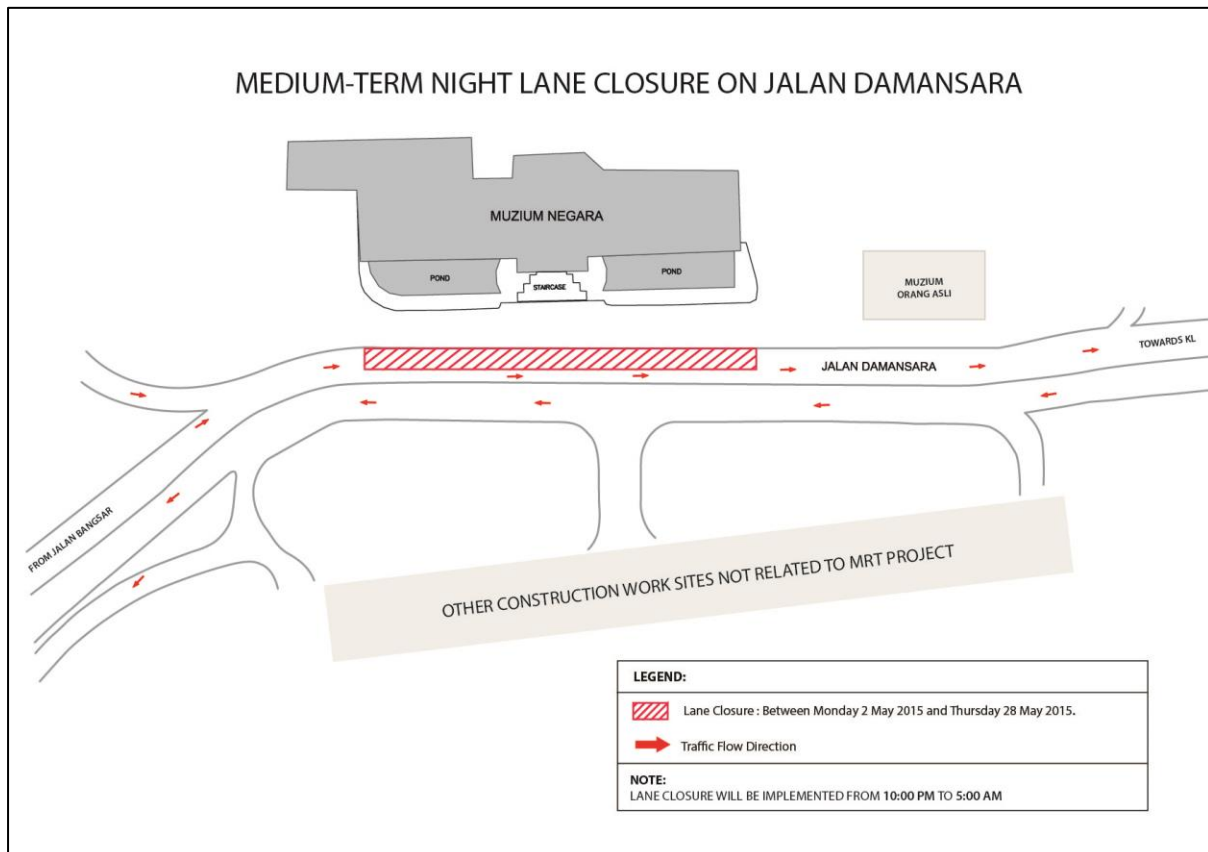 MEDIUM-TERM NIGHT LANE CLOSURE ON JALAN DAMANSARA
MUZIUM NEGARA
POND
STAIRCASE
POND
MUZIUM
ORANG ASLI
TOWARDS KL
JALAN DAMANSARA
FROM JALAN BANGSAR
OTHER CONSTRUCTION WORK SITES NOT RELATED TO MRT PROJECT
LEGEND:
Lane Closure : Between Monday 2 May 2015 and Thursday 28 May 2015.
Traffic Flow Direction
NOTE:
LANE CLOSURE WILL BE IMPLEMENTED FROM 10:00 PM TO 5:00 AM